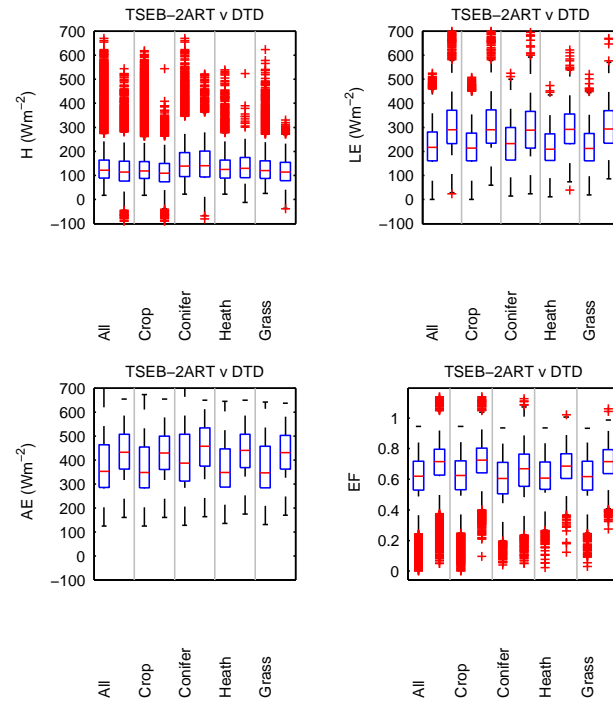 TSEB−2ART v DTD
H (Wm−2)
700
600
500
400
300
200
100
0
−100
All
Crop
Conifer
Heath
Grass
TSEB−2ART v DTD
LE (Wm−2)
700
600
500
400
300
200
100
0
−100
All
Crop
Conifer
Heath
Grass
TSEB−2ART v DTD
AE (Wm−2)
700
600
500
400
300
200
100
0
−100
All
Crop
Conifer
Heath
Grass
TSEB−2ART v DTD
EF
1
0.8
0.6
0.4
0.2
0
All
Crop
Conifer
Heath
Grass